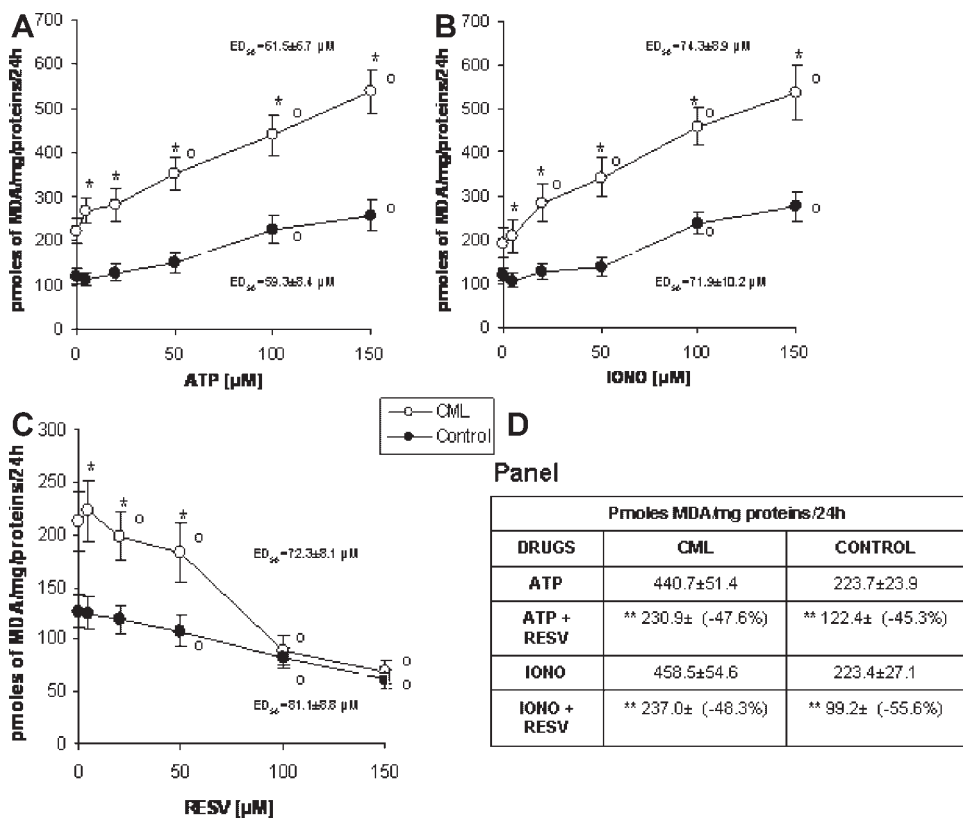 A
700
600
500
400
300
200
100
0
pmoles of MDA/mg/proteins/24h
ED50=61.5±6.7 µM
* * * * *
o o o
o o
ED50=59.3±8.4 µM
0 50 100 150
ATP [µM]
B
700
600
500
400
300
200
100
0
pmoles of MDA/mg/proteins/24h
ED50=74.3±8.9 µM
* * * * *
o o o o
o o
ED50=71.9±10.2 µM
0 50 100 150
IONO [µM]
CML
Control
C
300
250
200
150
100
50
0
pmoles of MDA/mg/proteins/24h
* * *
o o o o
o o o
ED50=72.3±8.1 µM
ED50=81.1±8.8 µM
0 50 100 150
RESV [µM]
D
Panel
Pmoles MDA/mg proteins/24h
DRUGS CML CONTROL
ATP 440.7±51.4 223.7±23.9
ATP + RESV ** 230.9± (-47.6%) ** 122.4± (-45.3%)
IONO 458.5±54.6 223.4±27.1
IONO + RESV ** 237.0± (-48.3%) ** 99.2± (-55.6%)